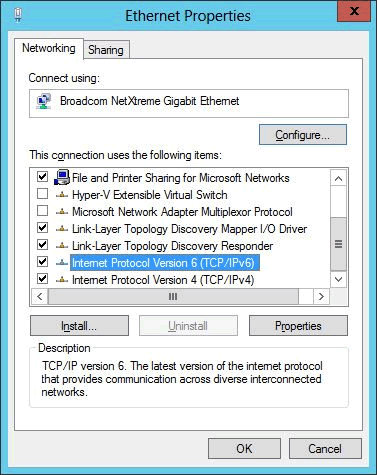 Ethernet Properties
x
Networking
Sharing
Connect using:
Broadcom NetXtreme Gigabit Ethernet
Configure...
This connection uses the following items:
File and Printer Sharing for Microsoft Networks
Hyper-V Extensible Virtual Switch
Microsoft Network Adapter Multiplexor Protocol
Link-Layer Topology Discovery Mapper I/O Driver
Link-Layer Topology Discovery Responder
Internet Protocol Version 6 (TCP/IPv6)
Internet Protocol Version 4 (TCP/IPv4)
Install...
Uninstall
Properties
Description
TCP/IP version 6. The latest version of the internet protocol
that provides communication across diverse interconnected
networks.
OK
Cancel